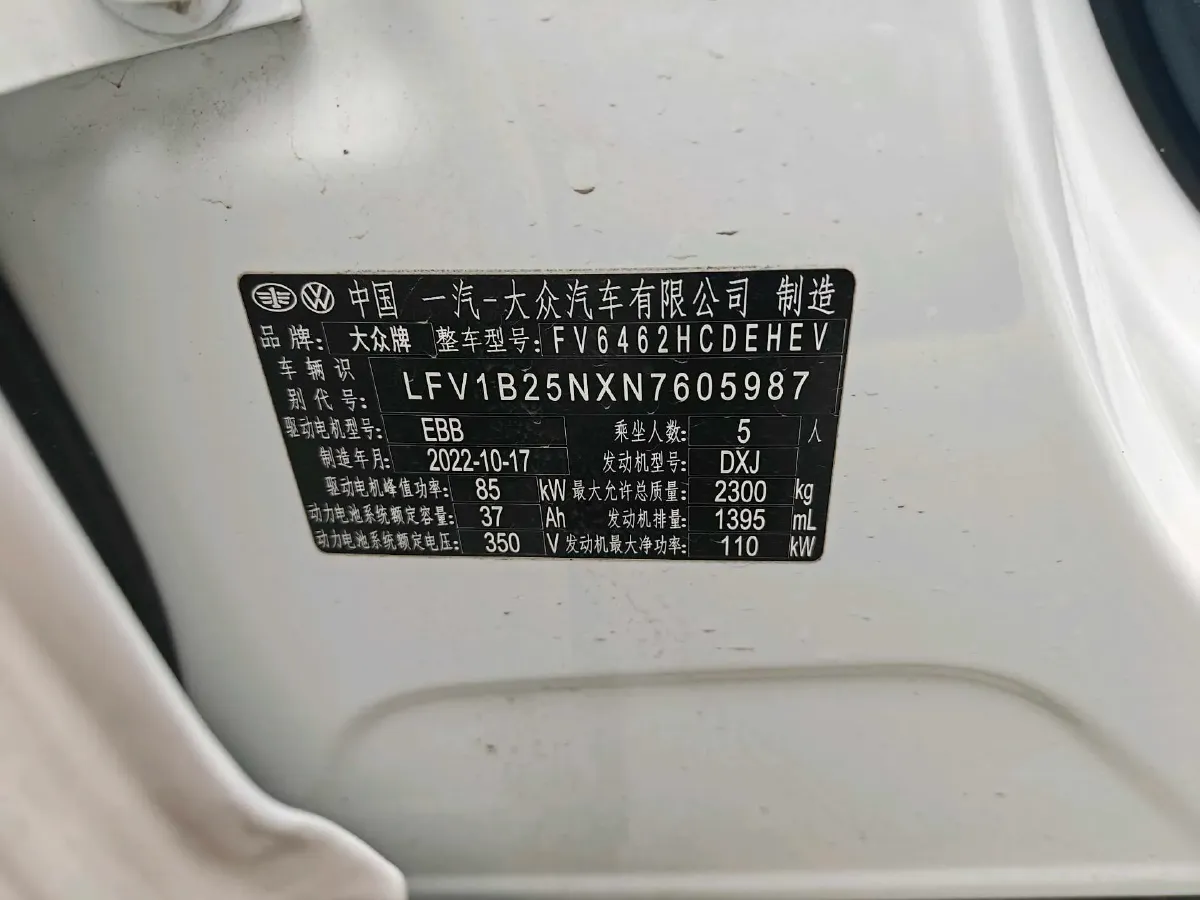 中国 一汽-大众汽车有限公司 制造
品牌: 大众牌 整车型号: FV6462HCDEHEV
车辆识别代号: LFV1B25NXN7605987
驱动电机型号: EBB 乘坐人数: 5 人
制造年月: 2022-10-17 发动机型号: DXJ
驱动电机峰值功率: 85 kW 最大允许总质量: 2300 kg
动力电池系统额定容量: 37 Ah 发动机排量: 1395 mL
动力电池系统额定电压: 350 V 发动机最大净功率: 110 kW